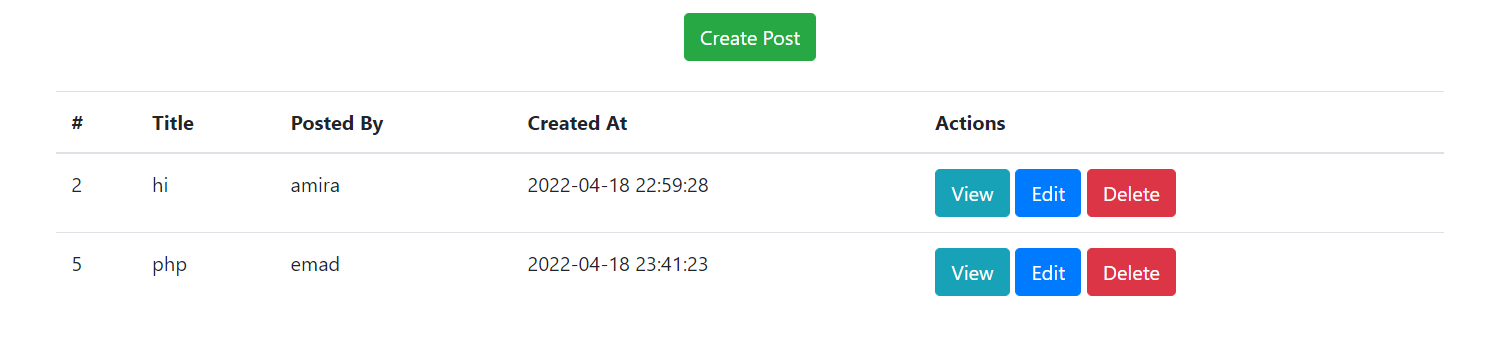 Create Post
# Title Posted By Created At Actions
2 hi amira 2022-04-18 22:59:28 View Edit Delete
5 php emad 2022-04-18 23:41:23 View Edit Delete